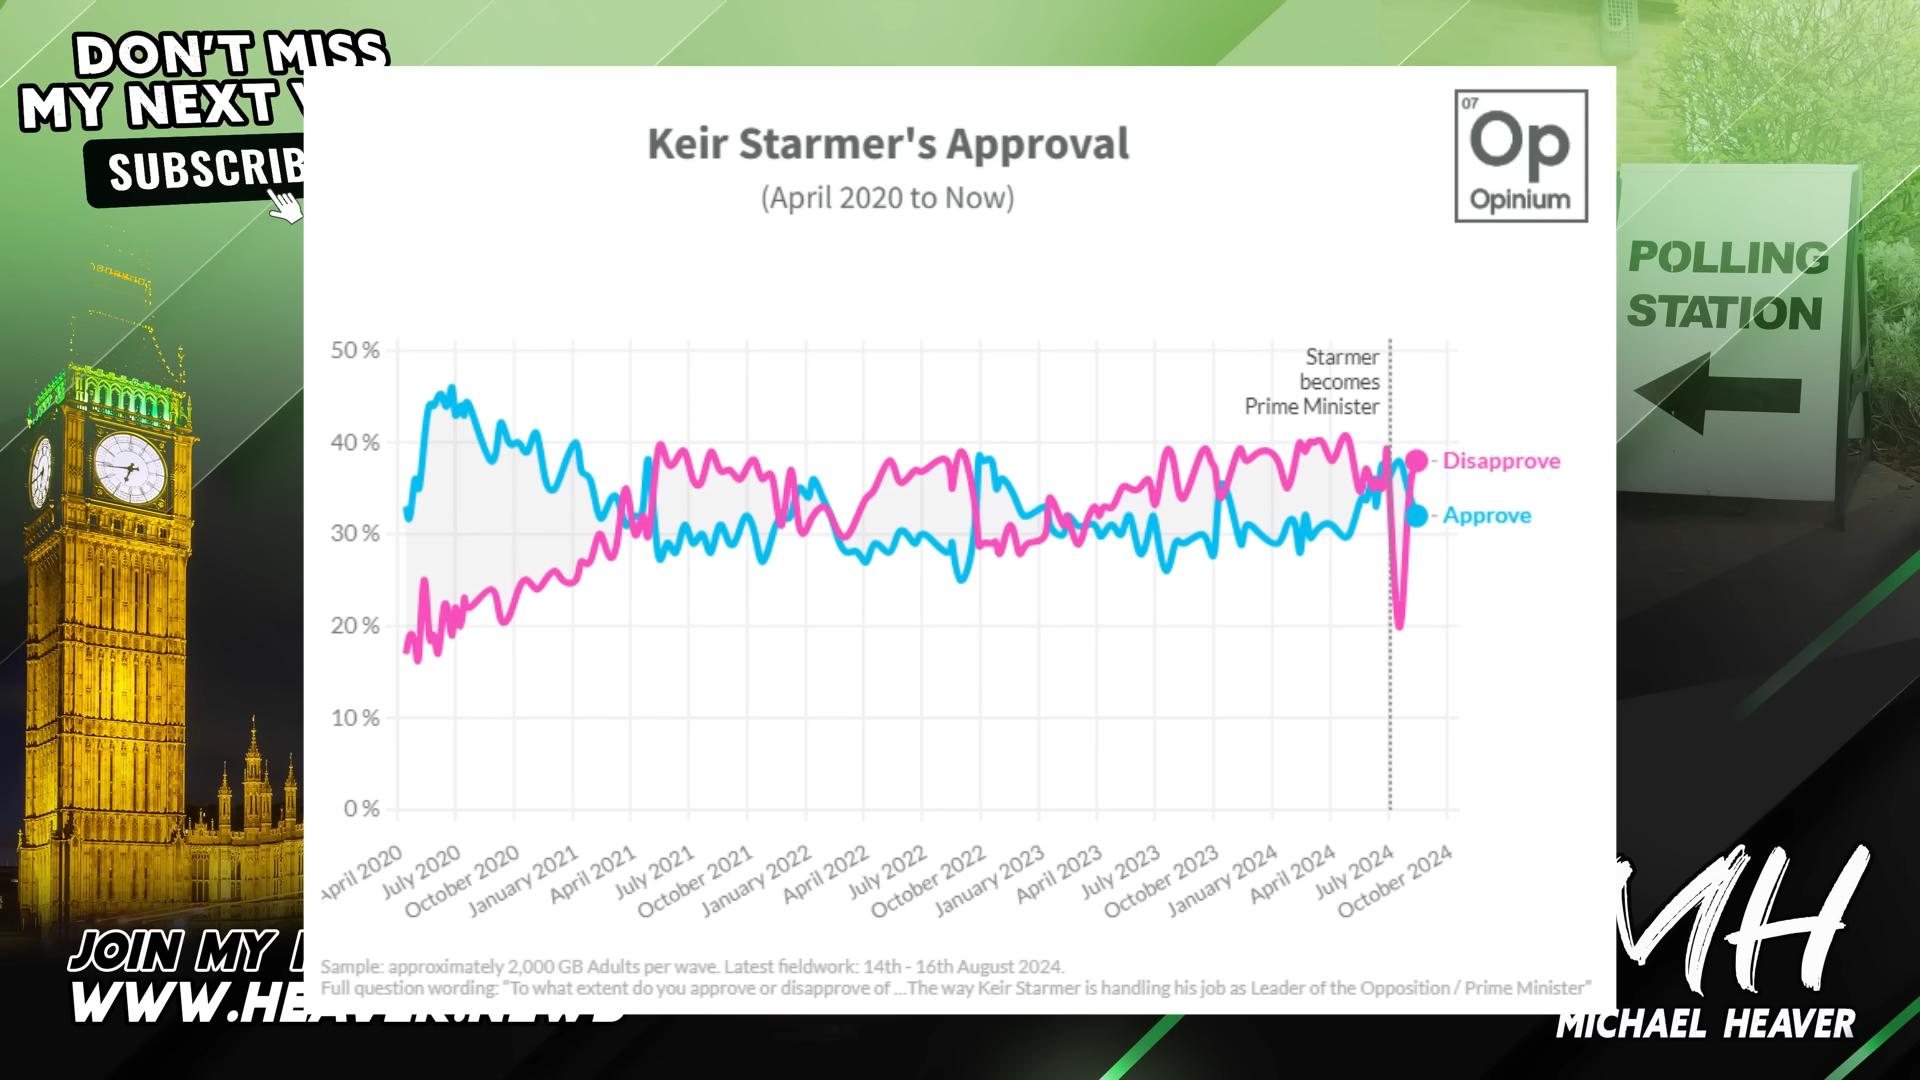 DON'T MISS
MY NEXT
SUBSCRIB
Keir Starmer's Approval
(April 2020 to Now)
07
Op
Opinium
POLLING
STATION
50 %
40 %
30 %
20 %
10 %
0 %
Starmer
becomes
Prime Minister
Disapprove
Approve
April 2020
July 2020
October 2020
January 2021
April 2021
July 2021
October 2021
January 2022
April 2022
July 2022
October 2022
January 2023
April 2023
July 2023
October 2023
January 2024
April 2024
July 2024
October 2024
Sample: approximately 2,000 GB Adults per wave. Latest fieldwork: 14th - 16th August 2024.
Full question wording: "To what extent do you approve or disapprove of ...The way Keir Starmer is handling his job as Leader of the Opposition / Prime Minister"
JOIN MY
WWW.HEAVER.NEWS
MH
MICHAEL HEAVER